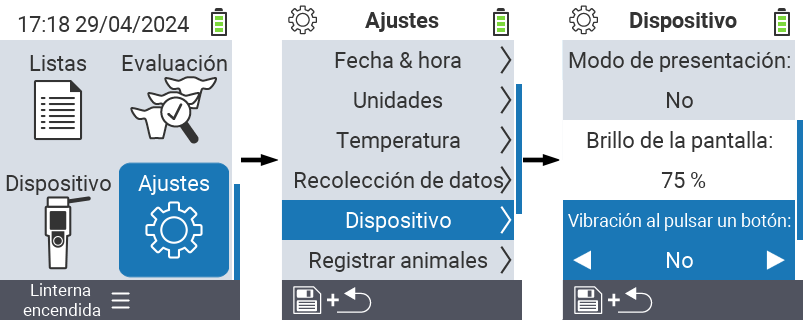 17:18 29/04/2024
Listas
Evaluación
Dispositivo
Ajustes
Linterna
encendida
Ajustes
Fecha & hora
Unidades
Temperatura
Recolección de datos
Dispositivo
Registrar animales
+
Dispositivo
Modo de presentación:
No
Brillo de la pantalla:
75 %
Vibración al pulsar un botón:
No
+